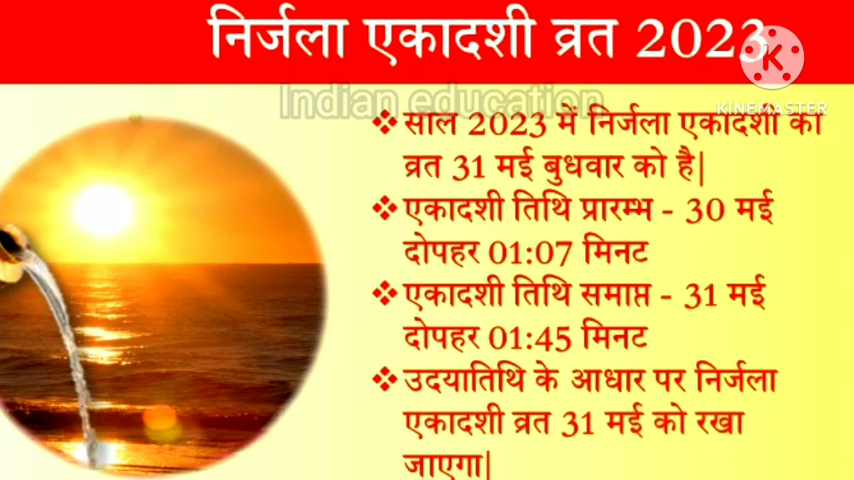 निर्जला एकादशी व्रत 2023
KINEMASTER
Indian education
❖ साल 2023 में निर्जला एकादशी का
व्रत 31 मई बुधवार को है|
❖ एकादशी तिथि प्रारम्भ - 30 मई
दोपहर 01:07 मिनट
❖ एकादशी तिथि समाप्त - 31 मई
दोपहर 01:45 मिनट
❖ उदयातिथि के आधार पर निर्जला
एकादशी व्रत 31 मई को रखा
जाएगा|